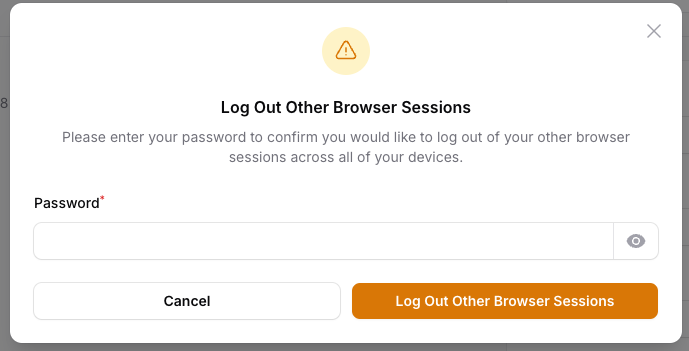 8
Log Out Other Browser Sessions
Please enter your password to confirm you would like to log out of your other browser
sessions across all of your devices.
Password*
Cancel
Log Out Other Browser Sessions